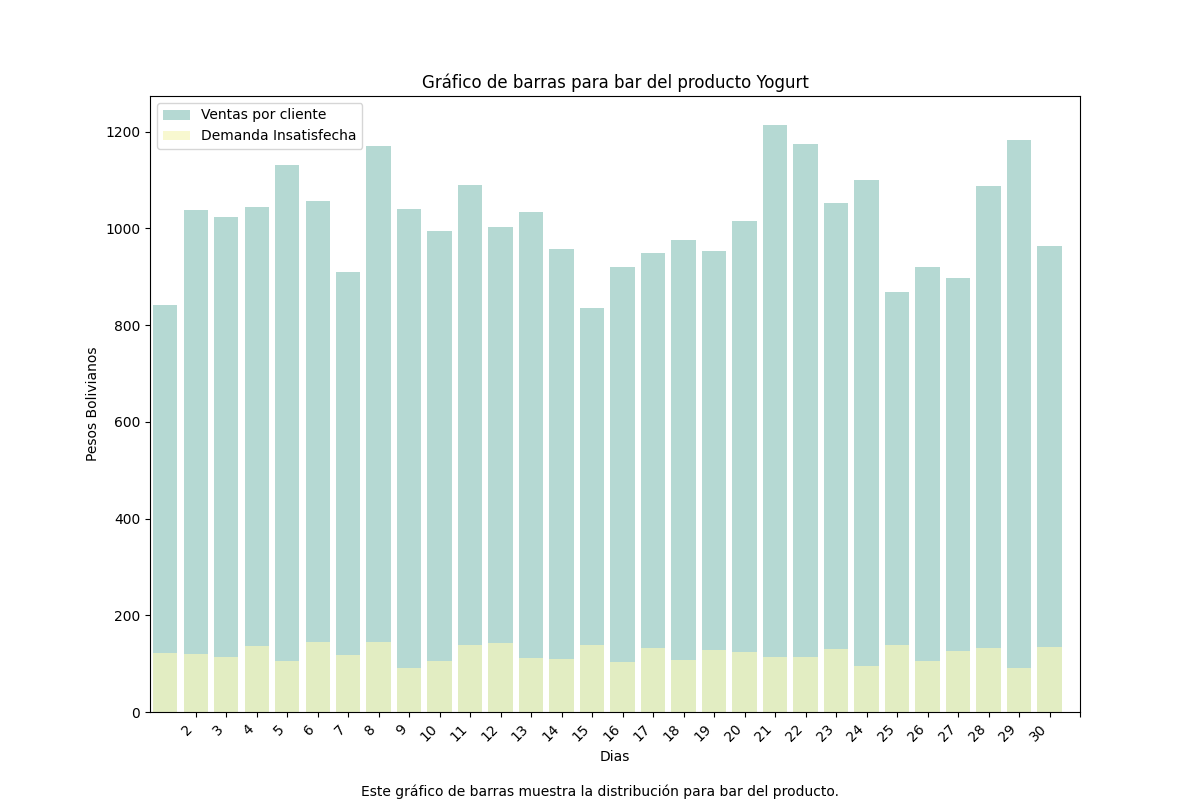 Gráfico de barras para bar del producto Yogurt
Ventas por cliente
Demanda Insatisfecha
1200
1000
800
600
400
200
0
Pesos Bolivianos
2 3 4 5 6 7 8 9 10 11 12 13 14 15 16 17 18 19 20 21 22 23 24 25 26 27 28 29 30
Dias
Este gráfico de barras muestra la distribución para bar del producto.